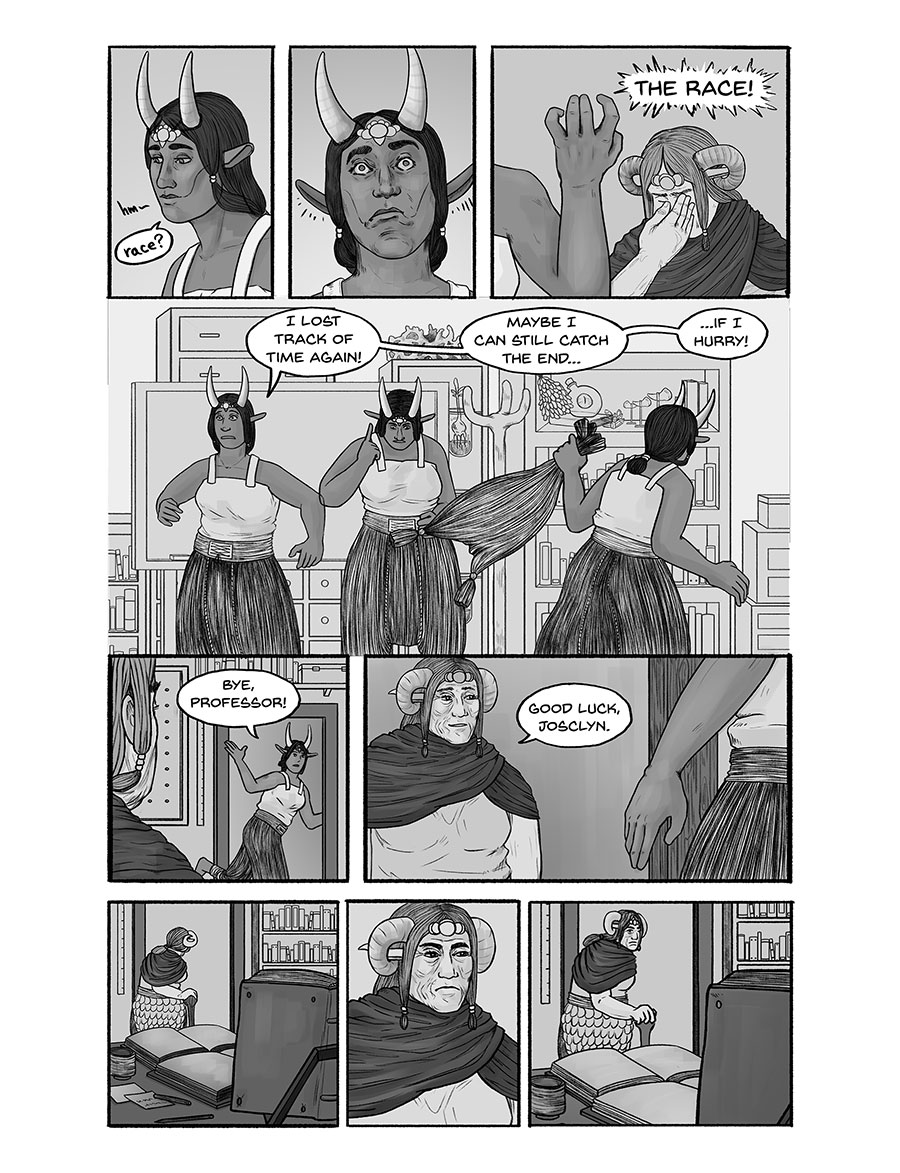 hm~
race?
THE RACE!
I LOST
TRACK OF
TIME AGAIN!
MAYBE I
CAN STILL CATCH
THE END...
...IF I
HURRY!
BYE,
PROFESSOR!
GOOD LUCK,
JOSCLYN.